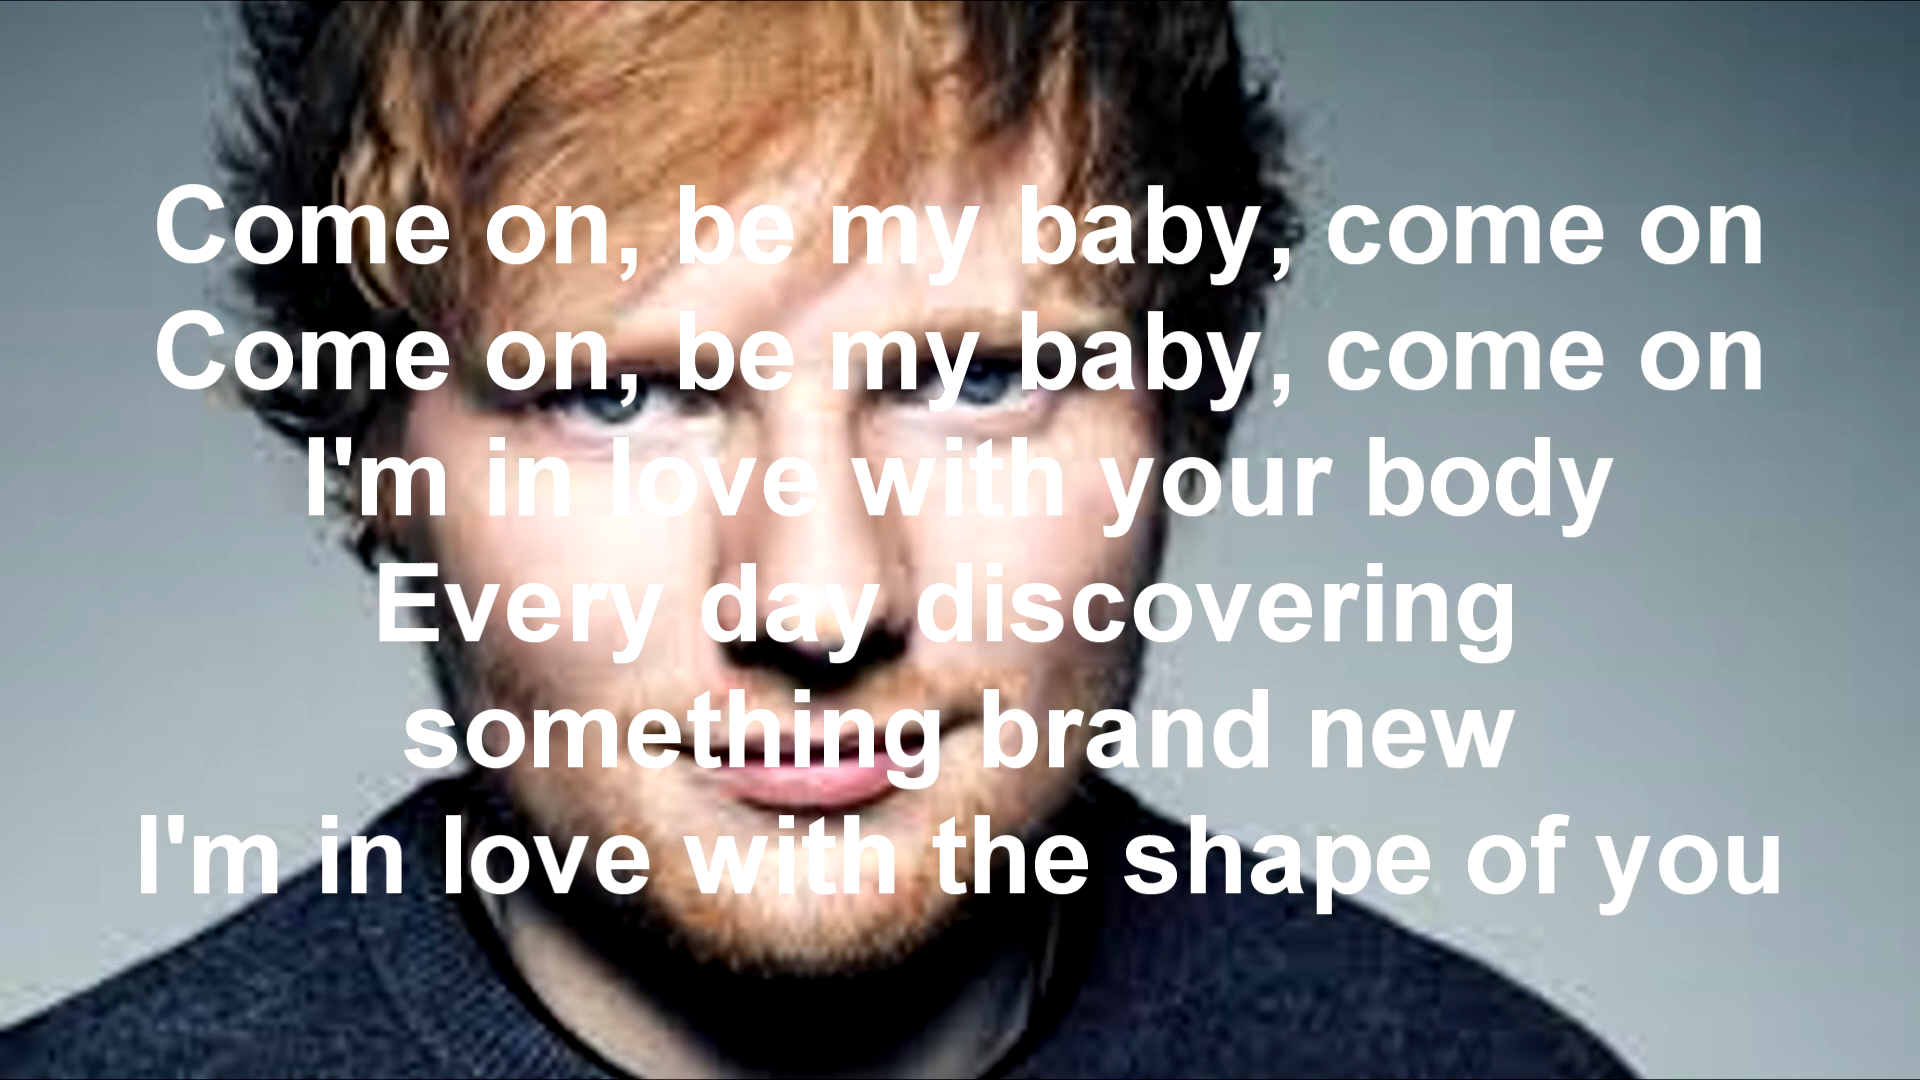 Come on, be my baby, come on
Come on, be my baby, come on
I'm in love with your body
Every day discovering
something brand new
I'm in love with the shape of you